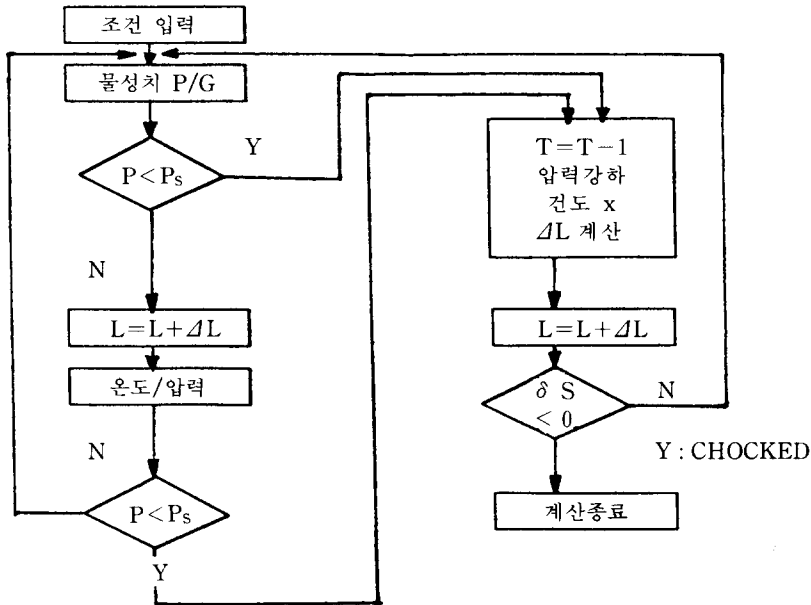 조건 입력
물성치 P/G
P<Ps
Y
N
L=L+ΔL
온도/압력
N
P<Ps
Y
T=T-1
압력강하
건도 x
ΔL 계산
L=L+ΔL
δ S
< 0
N
Y : CHOCKED
계산종료